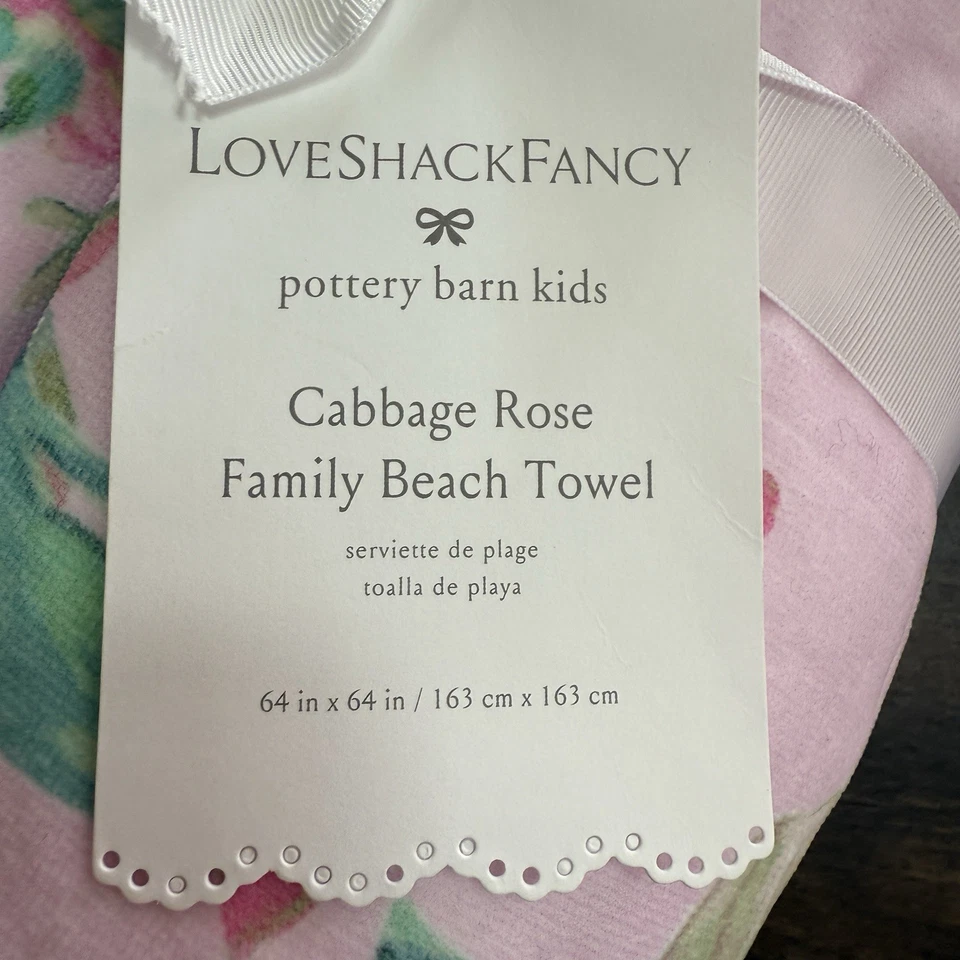 LOVESHACKFANCY
pottery barn kids
Cabbage Rose
Family Beach Towel
serviette de plage
toalla de playa
64 in x 64 in / 163 cm x 163 cm